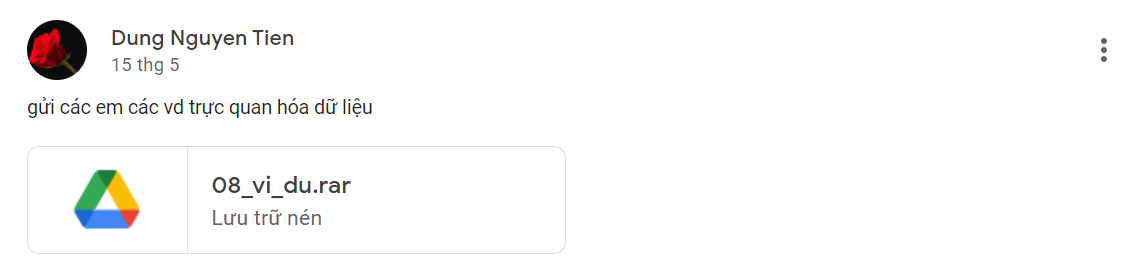 Dung Nguyen Tien
15 thg 5
gửi các em các vd trực quan hóa dữ liệu
08_vi_du.rar
Lưu trữ nén